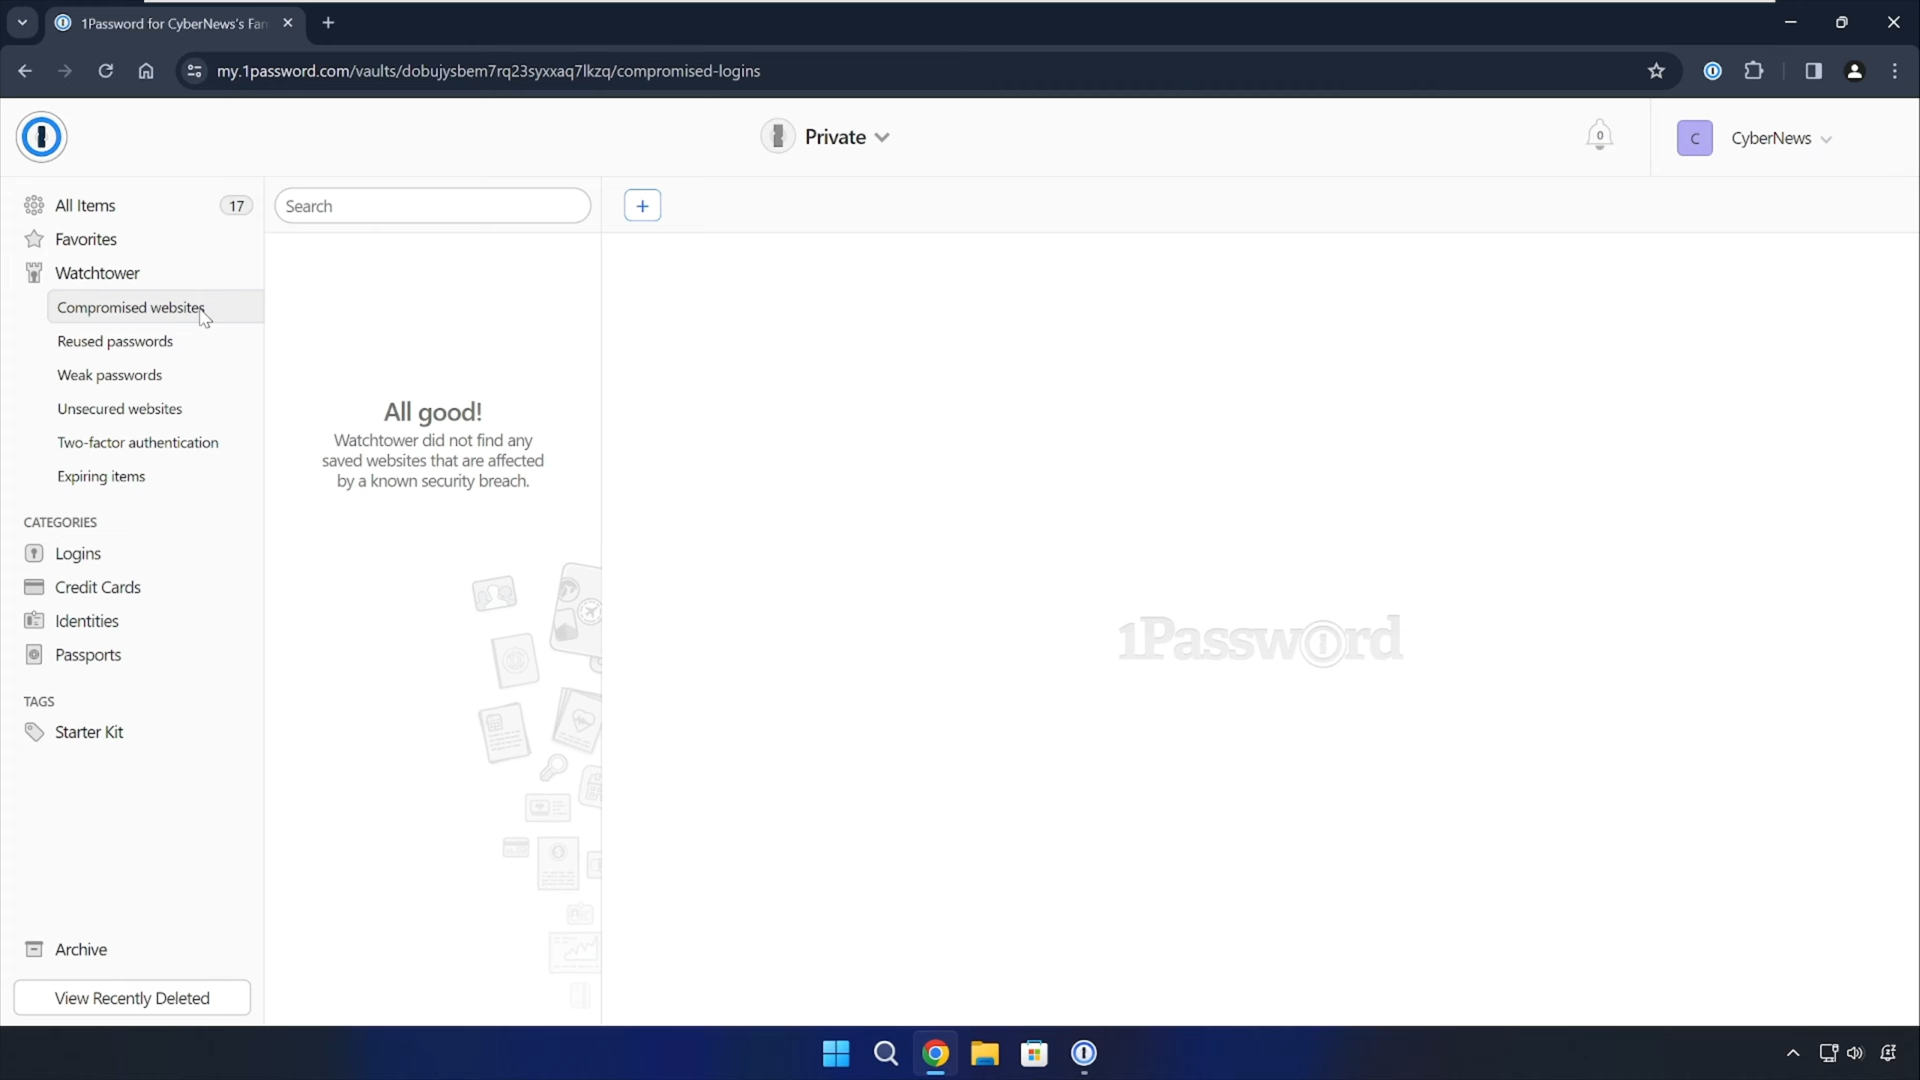 1Password for CyberNews's Fam
my.1password.com/vaults/dobujysbem7rq23syxxaq7lkzq/compromised-logins
Private
0
C
CyberNews
All Items
17
Favorites
Watchtower
Compromised websites
Reused passwords
Weak passwords
Unsecured websites
Two-factor authentication
Expiring items
CATEGORIES
Logins
Credit Cards
Identities
Passports
TAGS
Starter Kit
Archive
View Recently Deleted
Search
+
All good!
Watchtower did not find any
saved websites that are affected
by a known security breach.
1Password